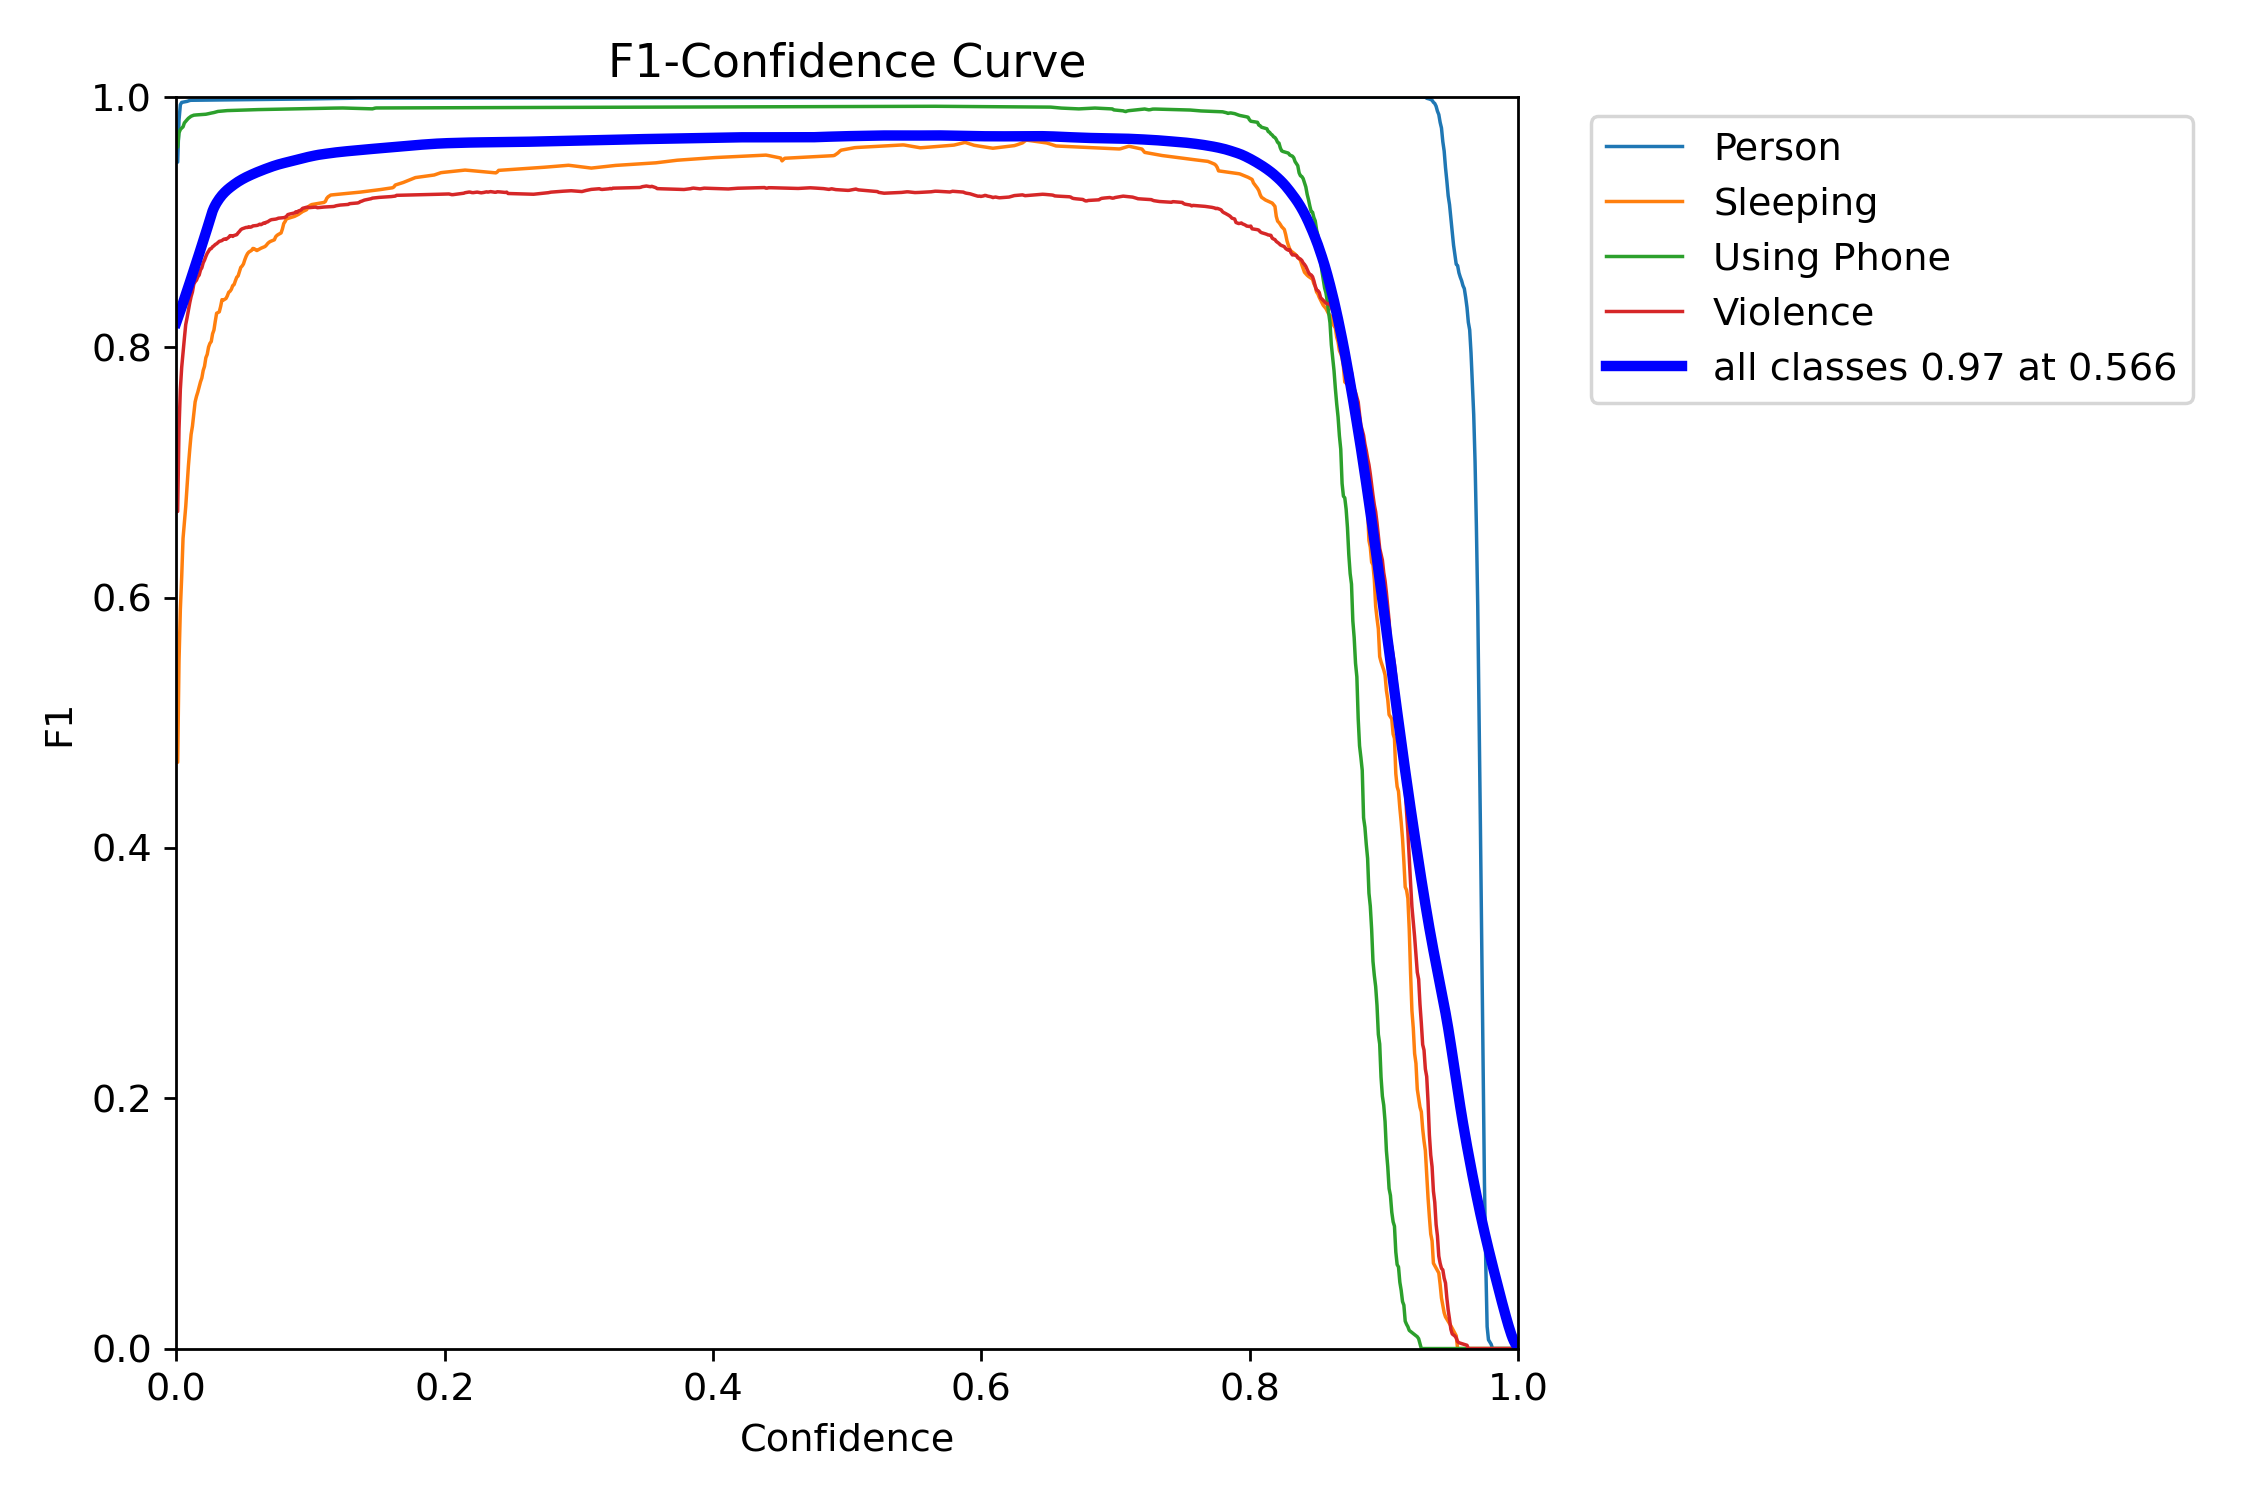 F1-Confidence Curve
1.0
0.8
0.6
0.4
0.2
0.0
F1
0.0 0.2 0.4 0.6 0.8 1.0
Confidence
Person
Sleeping
Using Phone
Violence
all classes 0.97 at 0.566